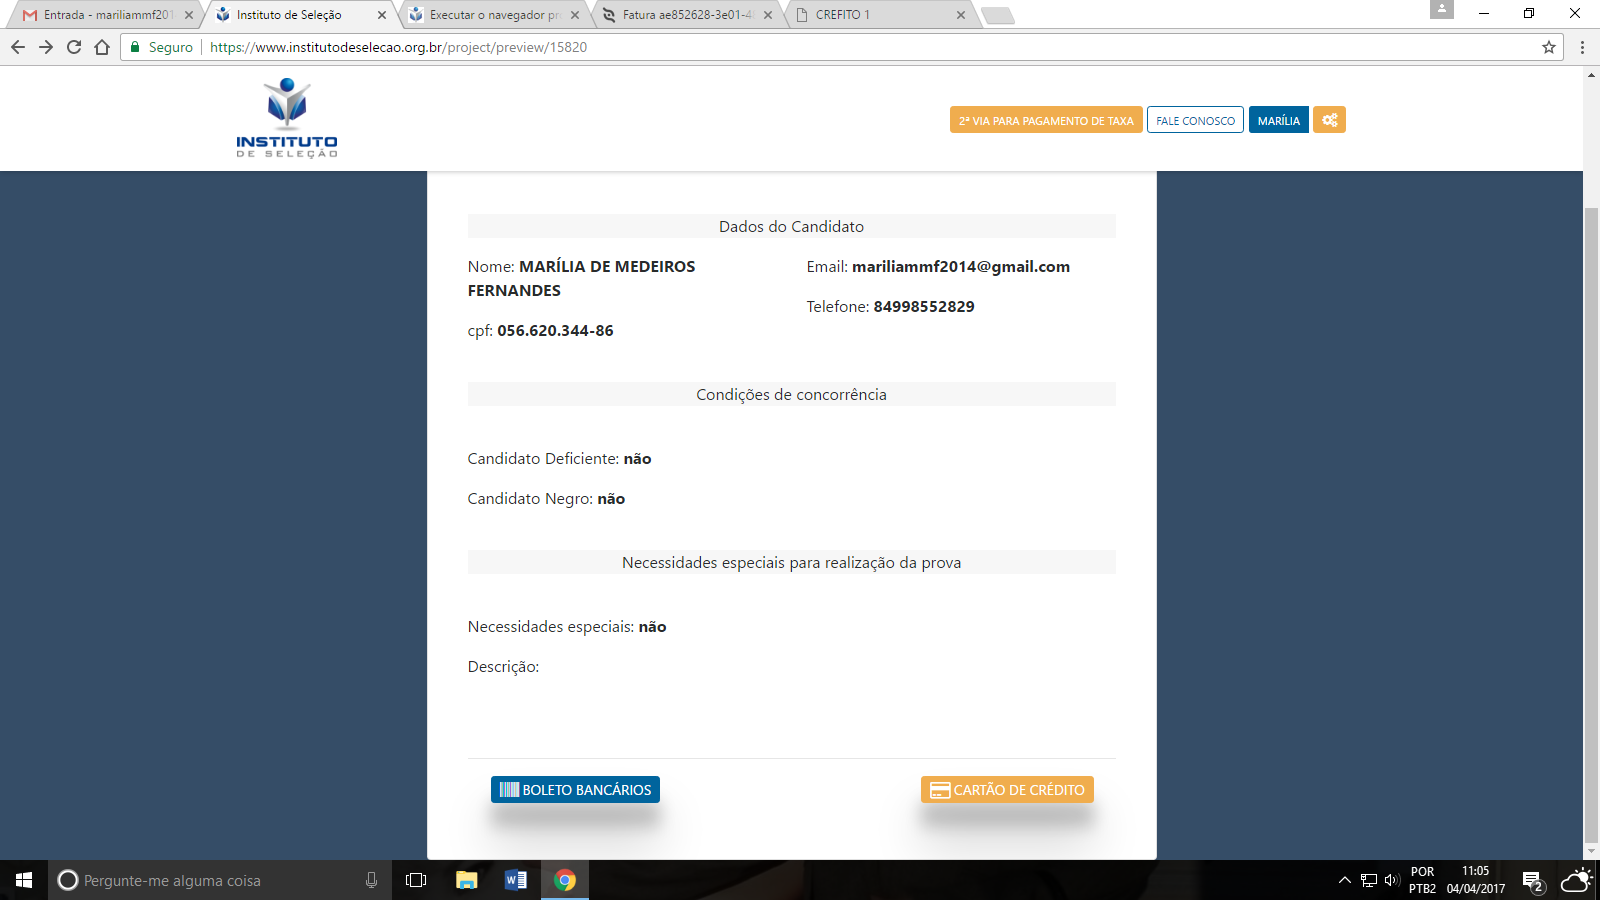 Entrada - mariliammf201
Instituto de Seleção
Executar o navegador pr
Fatura ae852628-3e01-4
CREFITO 1
Seguro
https://www.institutodeselecao.org.br/project/preview/15820
INSTITUTO
DE SELEÇÃO
2ª VIA PARA PAGAMENTO DE TAXA
FALE CONOSCO
MARÍLIA
Dados do Candidato
Nome: MARÍLIA DE MEDEIROS
FERNANDES
cpf: 056.620.344-86
Email: mariliammf2014@gmail.com
Telefone: 84998552829
Condições de concorrência
Candidato Deficiente: não
Candidato Negro: não
Necessidades especiais para realização da prova
Necessidades especiais: não
Descrição:
BOLETO BANCÁRIOS
CARTÃO DE CRÉDITO
Pergunte-me alguma coisa
POR
PTB2
11:05
04/04/2017
2